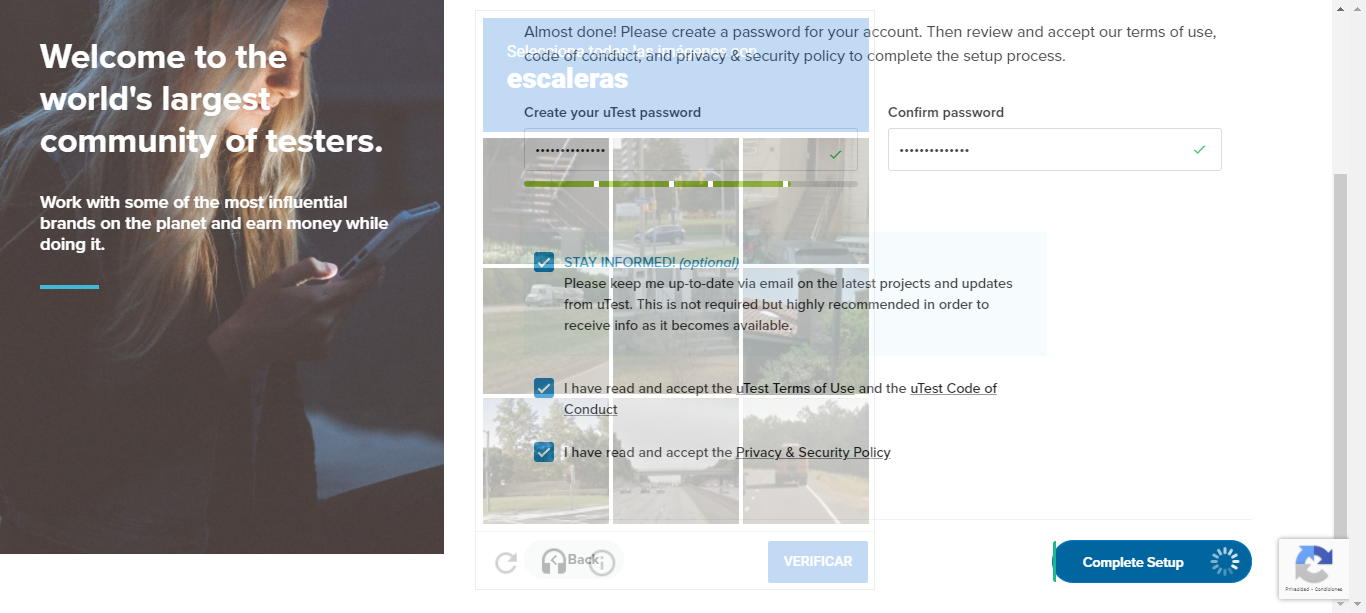 Welcome to the
world's largest
community of testers.
Work with some of the most influential
brands on the planet and earn money while
doing it.
Almost done! Please create a password for your account. Then review and accept our terms of use,
code of conduct, and privacy & security policy to complete the setup process.
Selecciona todas las imágenes con
escaleras
Create your uTest password
Confirm password
••••••••••••••
••••••••••••••
STAY INFORMED! (optional)
Please keep me up-to-date via email on the latest projects and updates
from uTest. This is not required but highly recommended in order to
receive info as it becomes available.
I have read and accept the uTest Terms of Use and the uTest Code of
Conduct
I have read and accept the Privacy & Security Policy
Back
VERIFICAR
Complete Setup
Privacidad - Condiciones